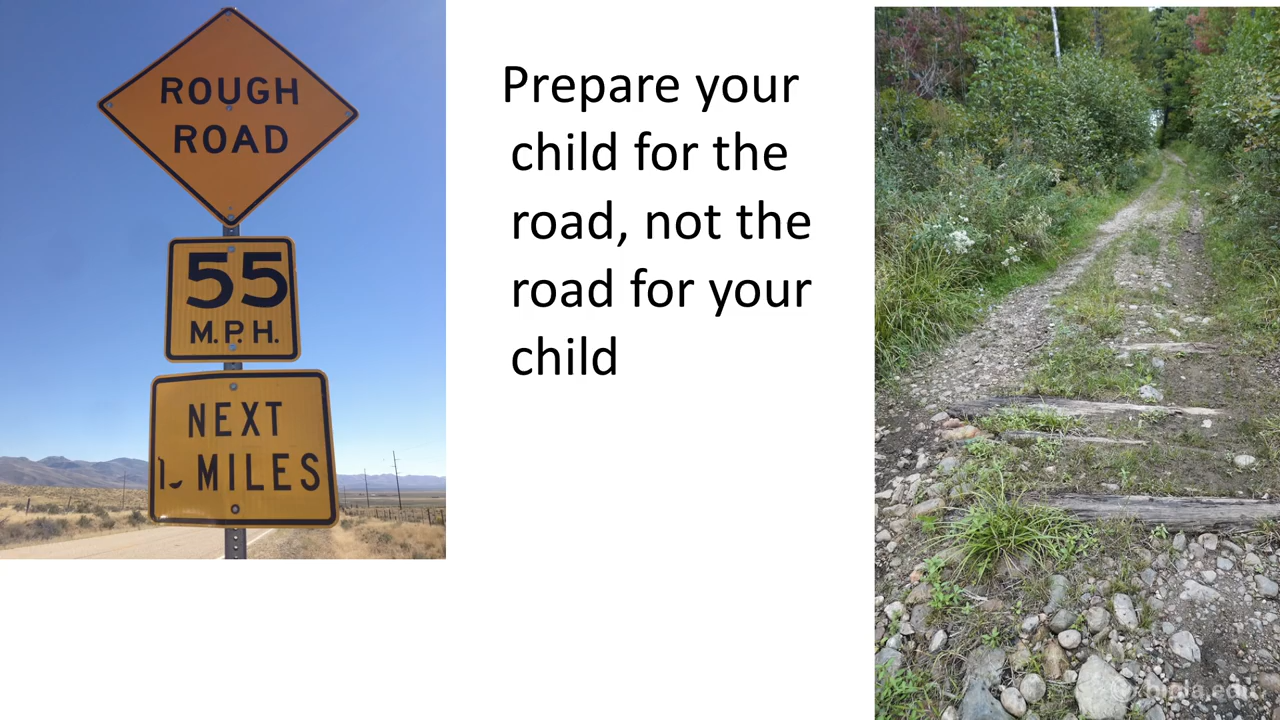 ROUGH
ROAD
55
M.P.H.
NEXT
MILES
Prepare your
child for the
road, not the
road for your
child